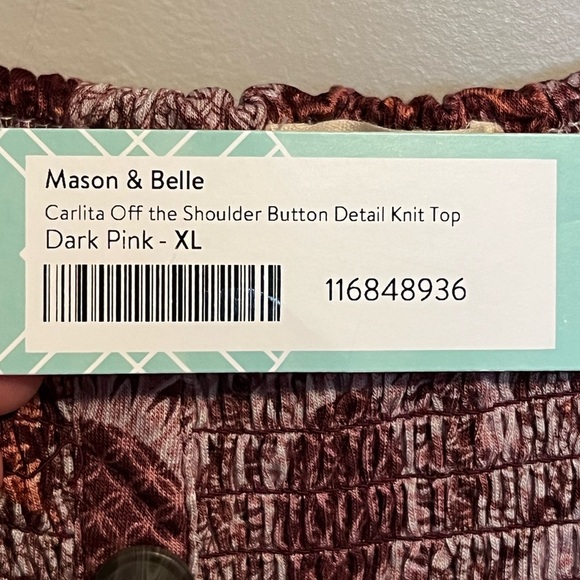 Mason & Belle
Carlita Off the Shoulder Button Detail Knit Top
Dark Pink - XL
116848936